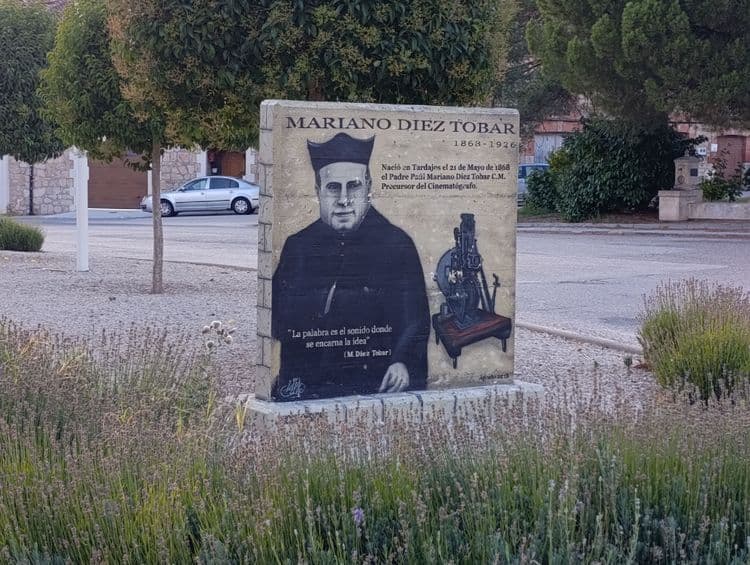 MARIANO DIEZ TOBAR
1868-1926
Nació en Tardajos el 21 de Mayo de 1868
el Padre Paúl Mariano Diez Tobar C.M.
Precursor del Cinematógrafo.
"La palabra es el sonido donde
se encarna la idea"
(M. Diez Tobar)